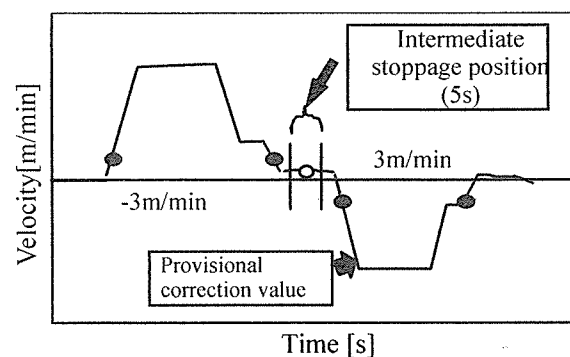 Intermediate
stoppage position
(5s)
3m/min
-3m/min
Provisional
correction value
Velocity[m/min]
Time [s]